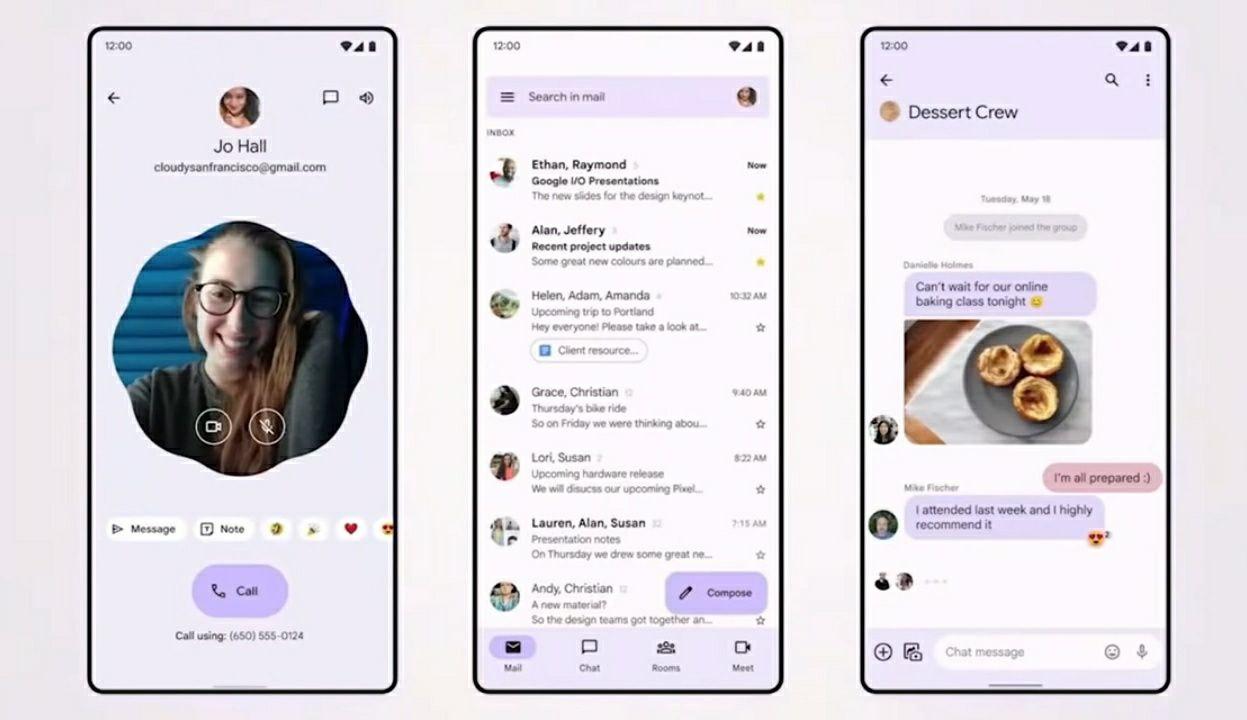 12:00
Jo Hall
cloudysanfrancisco@gmail.com
Message
Note
Call
Call using: (650) 555-0124
12:00
Search in mail
INBOX
Ethan, Raymond
Now
Google I/O Presentations
The new slides for the design keynot...
Alan, Jeffery
Now
Recent project updates
Some great new colours are planned...
Helen, Adam, Amanda 4
10:32 AM
Upcoming trip to Portland
Hey everyone! Please take a look at...
Client resource...
Grace, Christian 12
9:40 AM
Thursday's bike ride
So on Friday we were thinking abou...
Lori, Susan 2
8:22 AM
Upcoming hardware release
We will disucss our upcoming Pixel...
Lauren, Alan, Susan 32
7:15 AM
Presentation notes
On Thursday we drew some great ne...
Andy, Christian 12
A new material?
So the design teams got together an...
Compose
Mail
Chat
Rooms
Meet
12:00
Dessert Crew
Tuesday, May 18
Mike Fischer joined the group
Danielle Holmes
Can't wait for our online
baking class tonight 😊
I'm all prepared :)
Mike Fischer
I attended last week and I highly
recommend it
2
Chat message